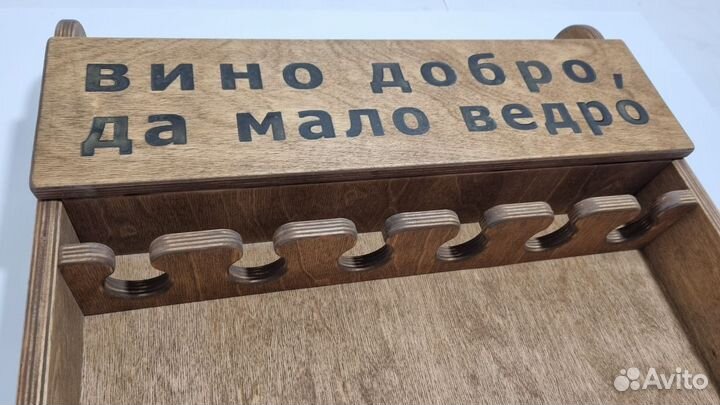 вино добро,
да мало ведро
Avito